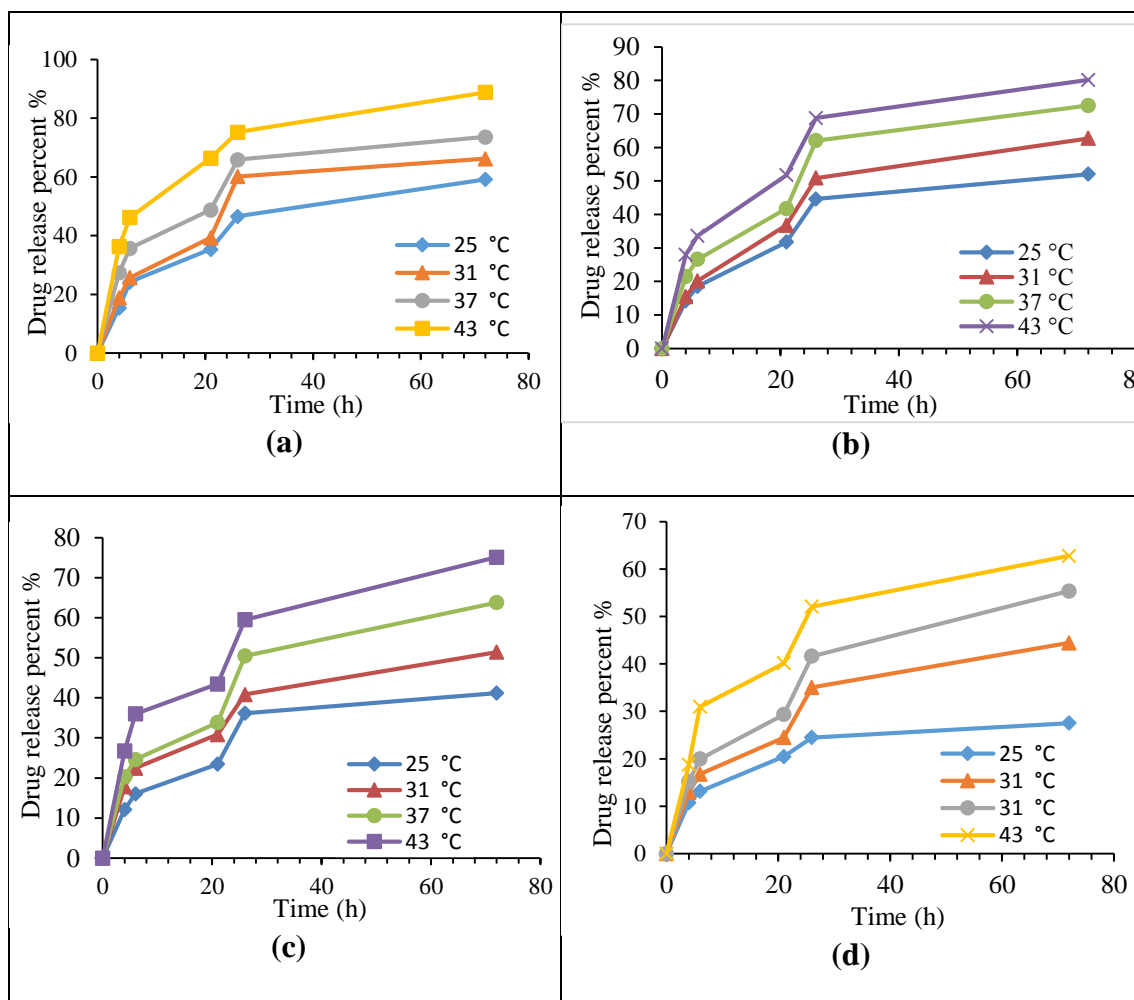 Drug release percent %
100
80
60
40
20
0
0 20 40 60 80
Time (h)
25 °C
31 °C
37 °C
43 °C
(a)
Drug release percent %
90
80
70
60
50
40
30
20
10
0
0 20 40 60 80
Time (h)
25 °C
31 °C
37 °C
43 °C
(b)
Drug release percent %
80
70
60
50
40
30
20
10
0
0 20 40 60 80
Time (h)
25 °C
31 °C
37 °C
43 °C
(c)
Drug release percent %
70
60
50
40
30
20
10
0
0 20 40 60 80
Time (h)
25 °C
31 °C
31 °C
43 °C
(d)